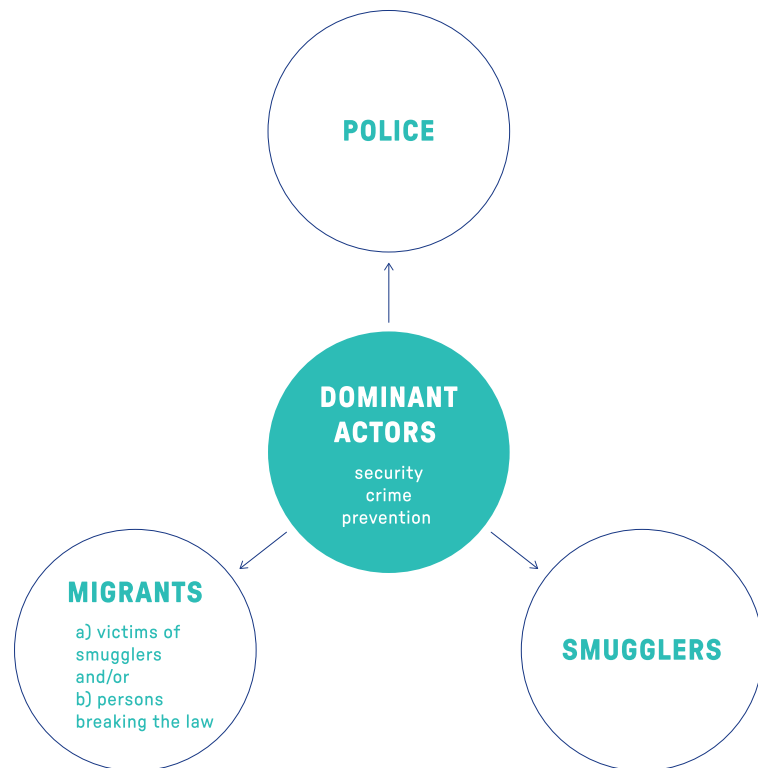 POLICE
DOMINANT
ACTORS
security
crime
prevention
MIGRANTS
a) victims of
smugglers
and/or
b) persons
breaking the law
SMUGGLERS